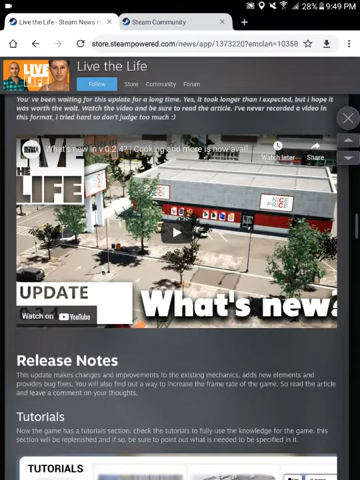 28% 9:49 PM
Live the Life - Steam News H
Steam Community
store.steampowered.com/news/app/1373220?emclan=10358
LIVE
LIFE
Live the Life
Follow
Store
Community
Forum
You've been waiting for this update for a long time. Yes, it took longer than I expected, but i hope it
was worth the wait. Watch the video and be sure to read the article. I've never recorded a video in
this format, I tried hard so don't judge too much :)
What's new in v.0.2.4? | Cooking and more is now avail...
Watch later
Share
LIVE
THE
LIFE
NICE
PRICE
UPDATE
What's new?
Watch on YouTube
Release Notes
This update makes changes and improvements to the existing mechanics, adds new elements and
provides bug fixes. You will also find out a way to increase the frame rate of the game. So read the article
and leave a comment on your thoughts.
Tutorials
Now the game has a tutorials section. check the tutorials to fully use the knowledge for the game. this
section will be replenished and if so, be sure to point out what is needed to be specified in it.
TUTORIALS